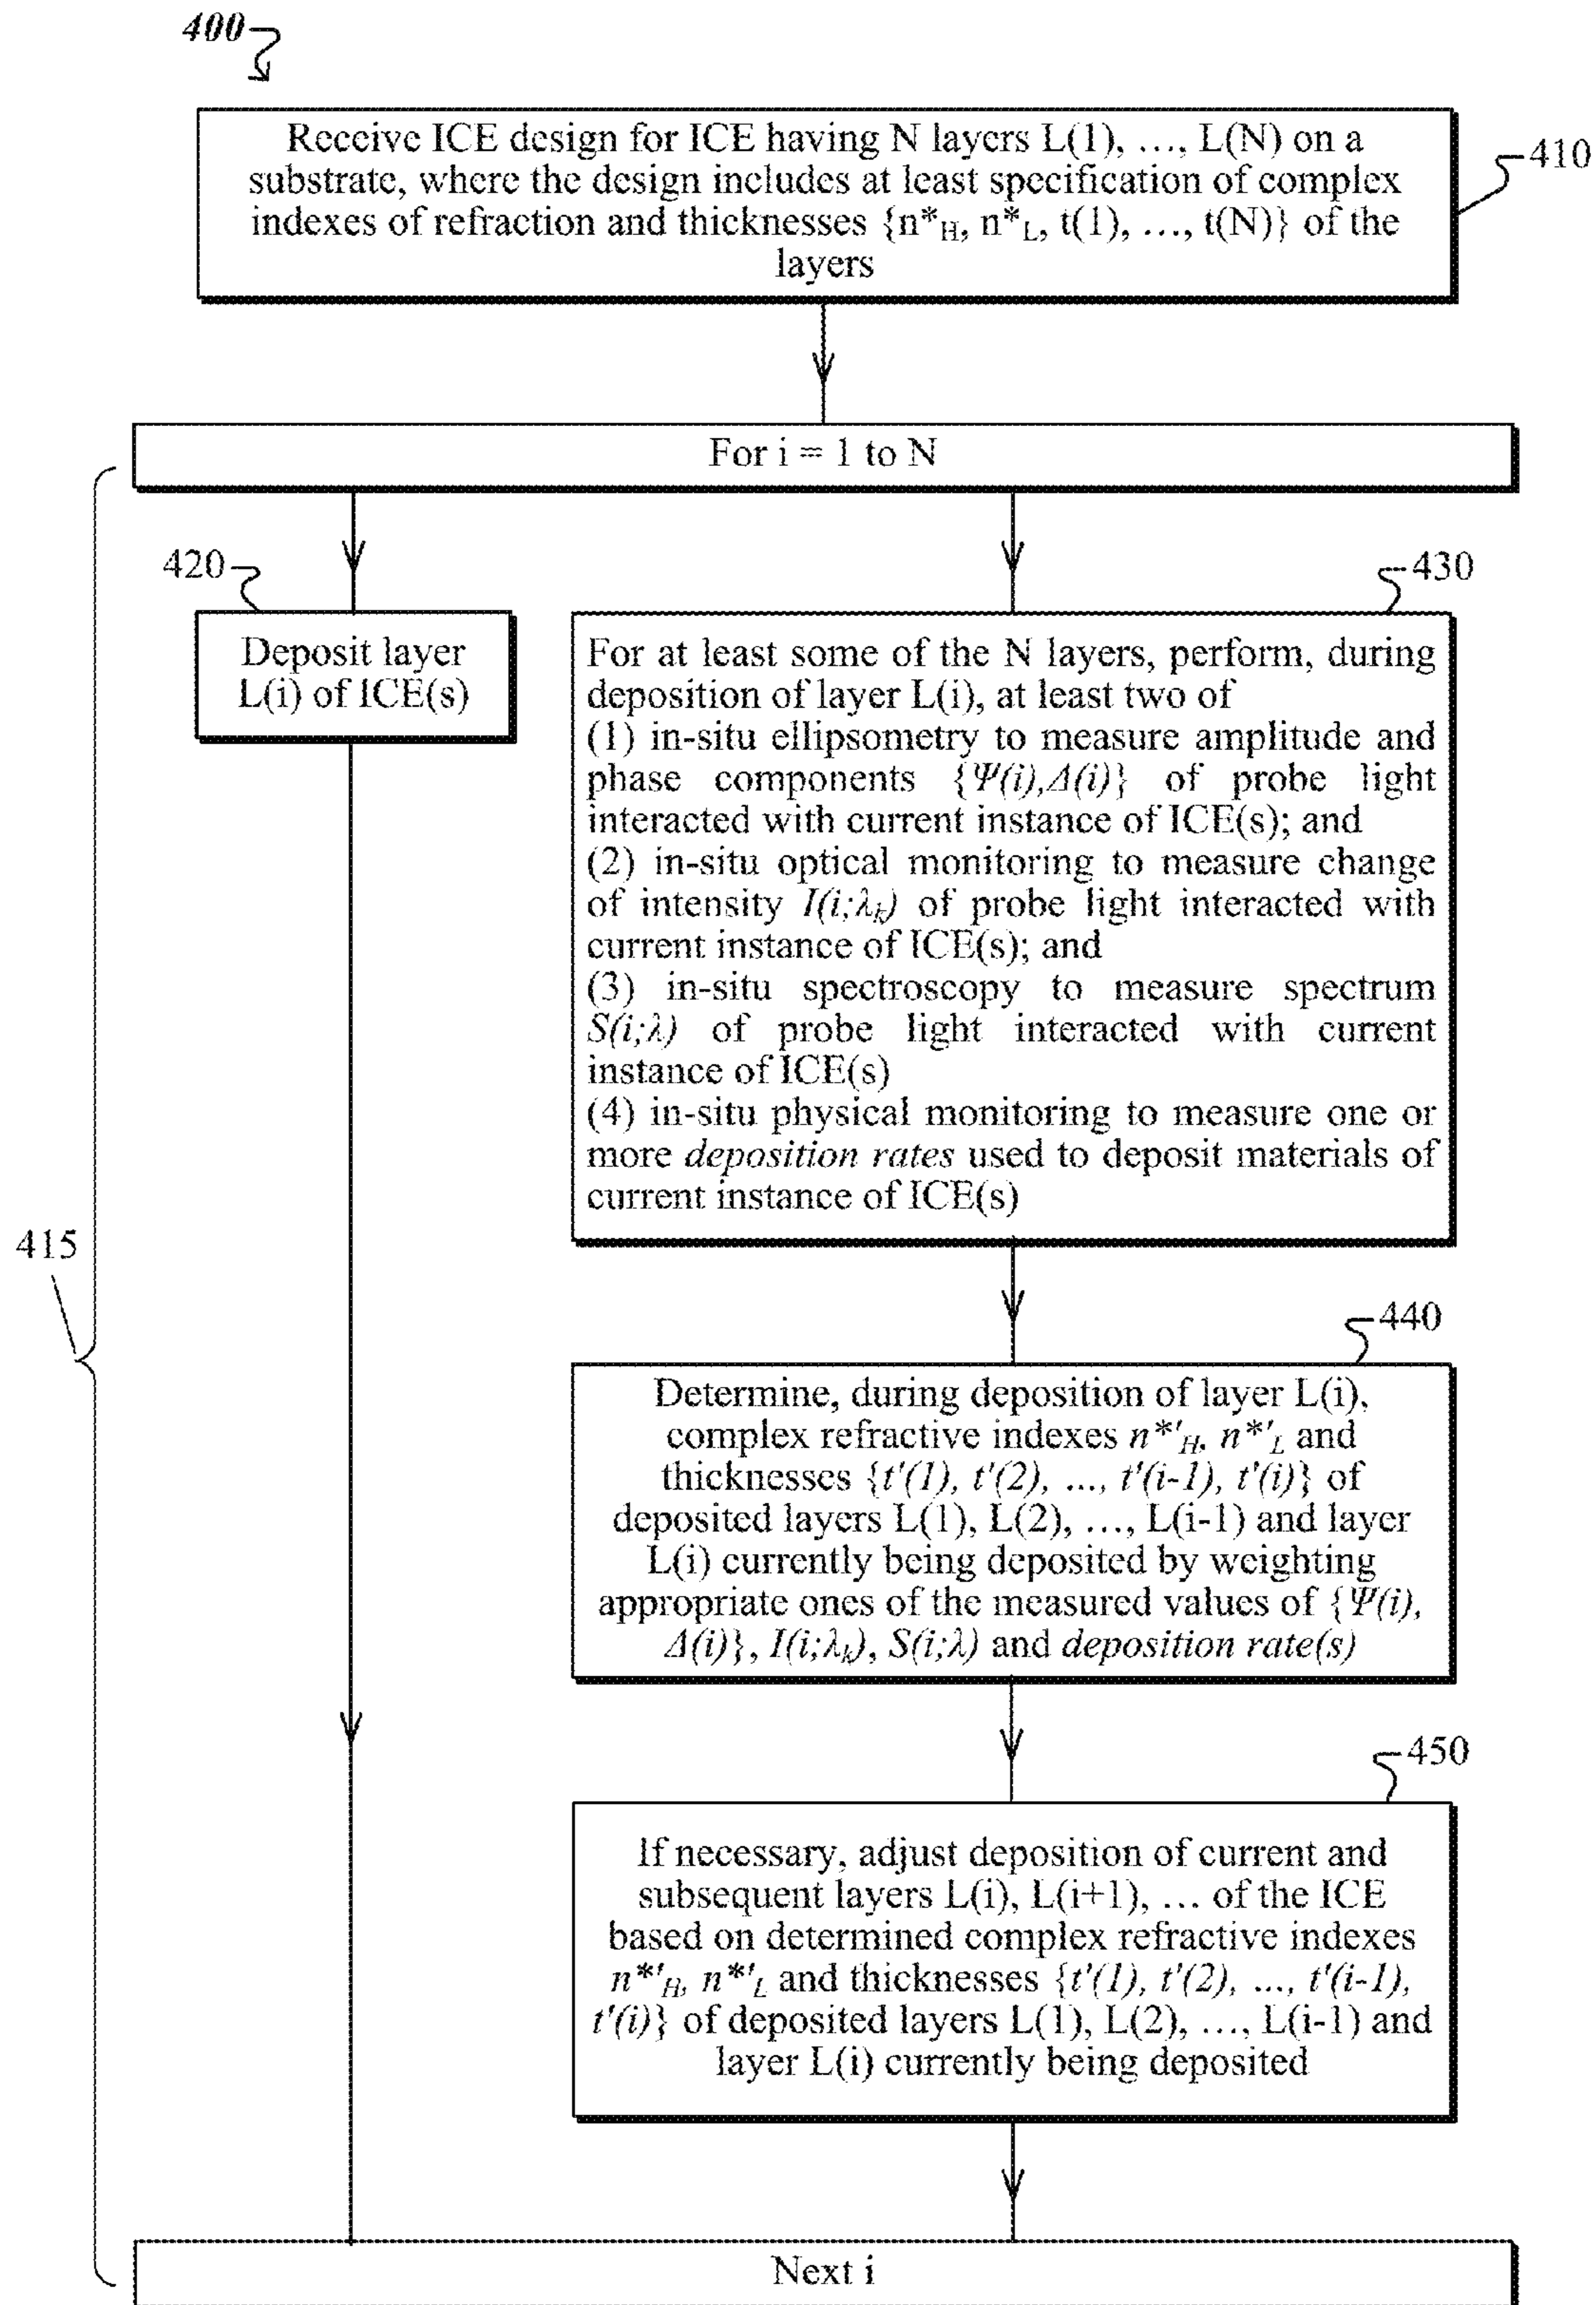 400
Receive ICE design for ICE having N layers L(1), …, L(N) on a
substrate, where the design includes at least specification of complex
indexes of refraction and thicknesses {n*H, n*L, t(1), …, t(N)} of the
layers
410
For i = 1 to N
420
Deposit layer
L(i) of ICE(s)
430
For at least some of the N layers, perform, during
deposition of layer L(i), at least two of
(1) in-situ ellipsometry to measure amplitude and
phase components {Ψ(i),Δ(i)} of probe light
interacted with current instance of ICE(s); and
(2) in-situ optical monitoring to measure change
of intensity I(i;λk) of probe light interacted with
current instance of ICE(s); and
(3) in-situ spectroscopy to measure spectrum
S(i;λ) of probe light interacted with current
instance of ICE(s)
(4) in-situ physical monitoring to measure one or
more deposition rates used to deposit materials of
current instance of ICE(s)
415
440
Determine, during deposition of layer L(i),
complex refractive indexes n*'H, n*'L and
thicknesses {t'(1), t'(2), …, t'(i-1), t'(i)} of
deposited layers L(1), L(2), …, L(i-1) and layer
L(i) currently being deposited by weighting
appropriate ones of the measured values of {Ψ(i),
Δ(i)}, I(i;λk), S(i;λ) and deposition rate(s)
450
If necessary, adjust deposition of current and
subsequent layers L(i), L(i+1), … of the ICE
based on determined complex refractive indexes
n*'H, n*'L and thicknesses {t'(1), t'(2), …, t'(i-1),
t'(i)} of deposited layers L(1), L(2), …, L(i-1) and
layer L(i) currently being deposited
Next i